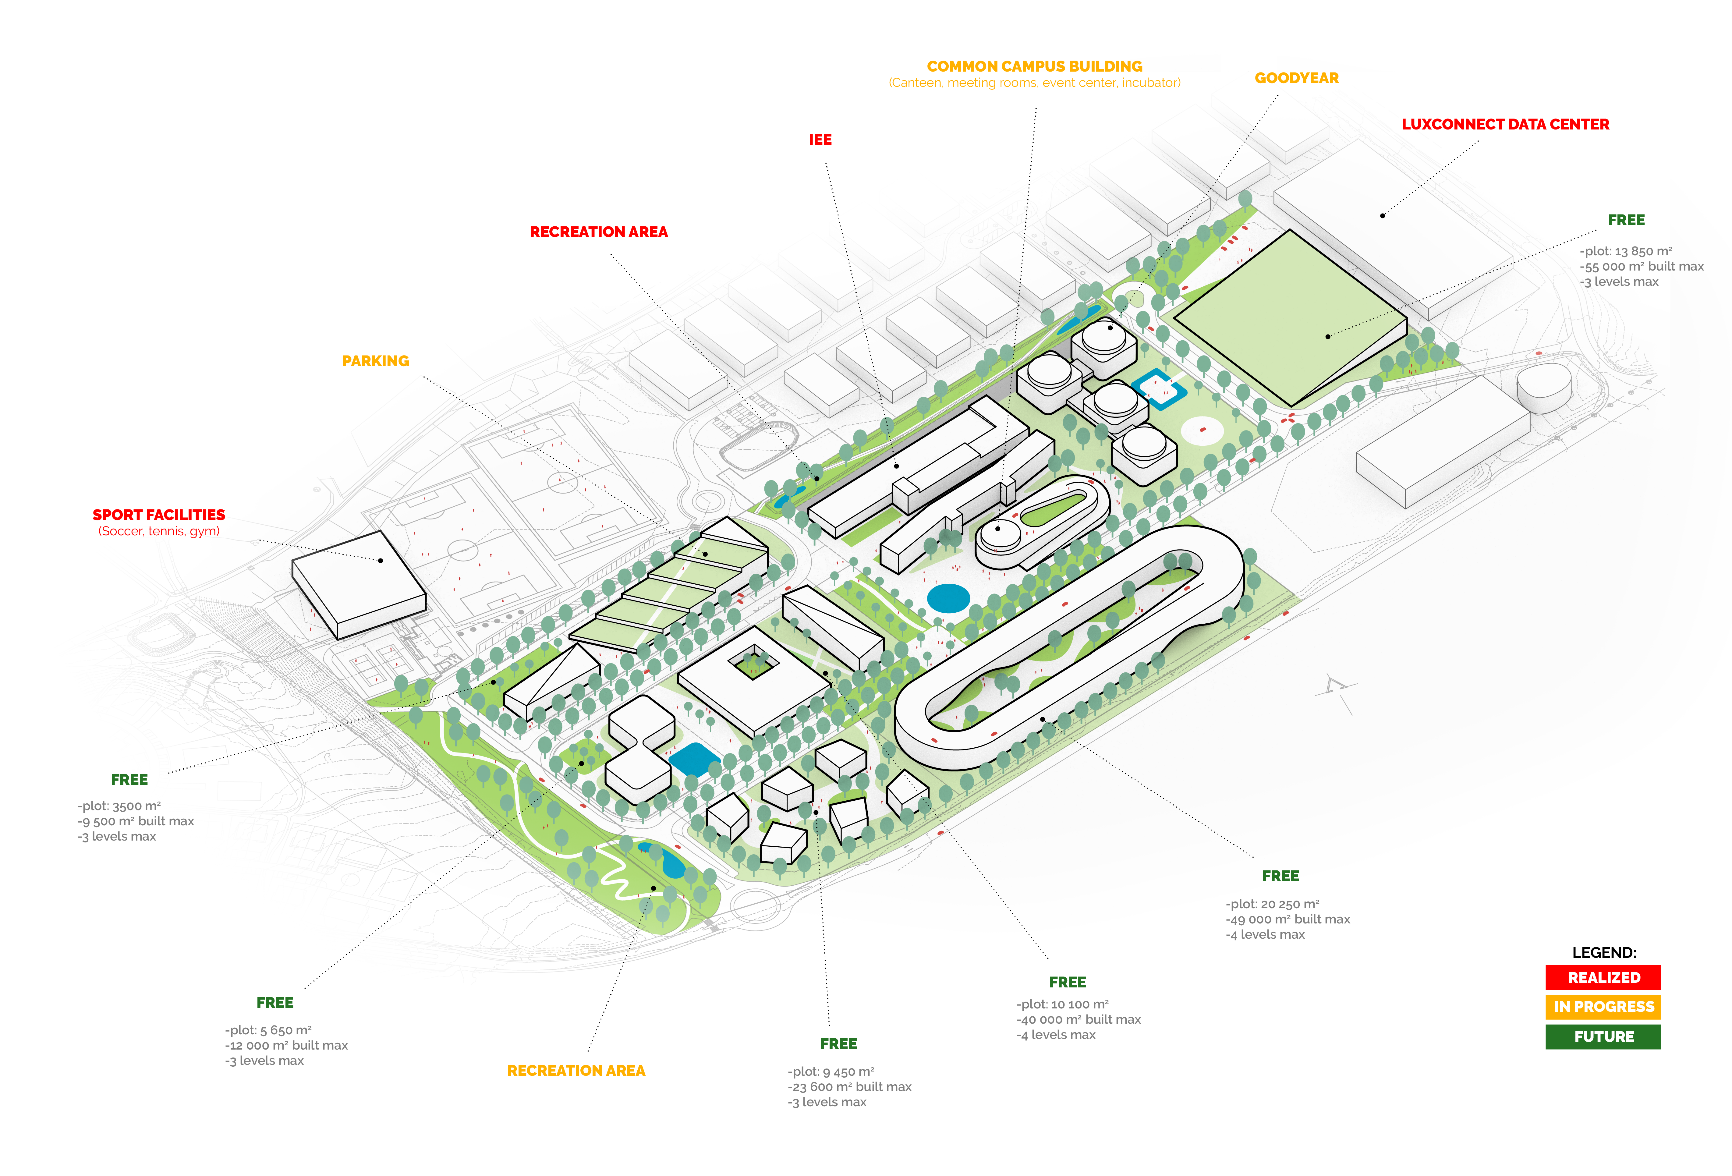 COMMON CAMPUS BUILDING
(Canteen, meeting rooms, event center, incubator)
GOODYEAR
LUXCONNECT DATA CENTER
IEE
FREE
-plot: 13 850 m²
-55 000 m² built max
-3 levels max
RECREATION AREA
PARKING
SPORT FACILITIES
(Soccer, tennis, gym)
FREE
-plot: 3500 m²
-9 500 m² built max
-3 levels max
FREE
-plot: 20 250 m²
-49 000 m² built max
-4 levels max
FREE
-plot: 10 100 m²
-40 000 m² built max
-4 levels max
FREE
-plot: 5 650 m²
-12 000 m² built max
-3 levels max
RECREATION AREA
FREE
-plot: 9 450 m²
-23 600 m² built max
-3 levels max
LEGEND:
REALIZED
IN PROGRESS
FUTURE